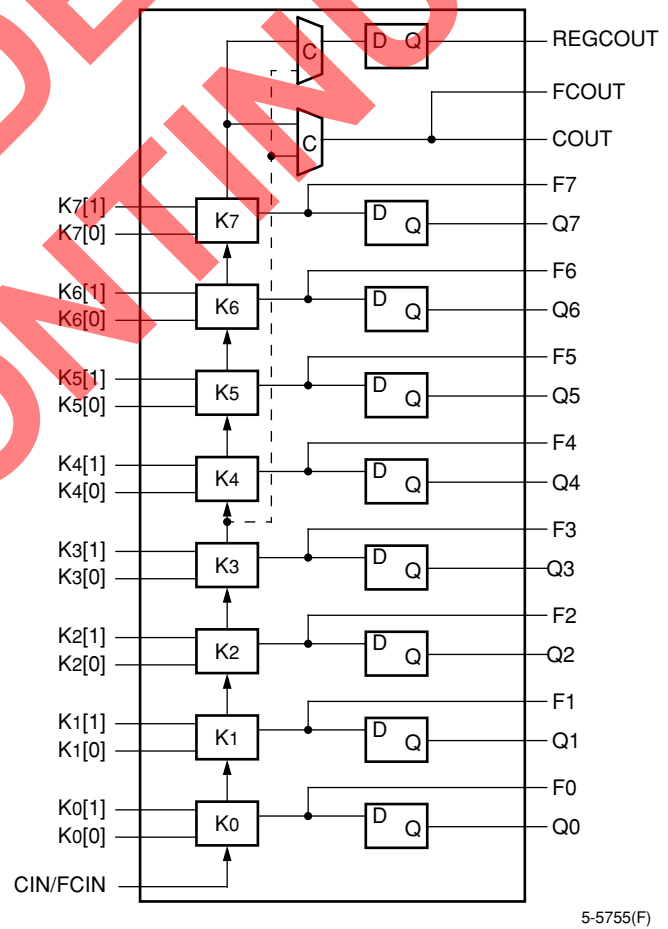 D Q REGCOUT
C
FCOUT
C COUT
F7
K7[1]
K7[0] K7 D Q Q7
F6
K6[1]
K6[0] K6 D Q Q6
F5
K5[1]
K5[0] K5 D Q Q5
F4
K4[1]
K4[0] K4 D Q Q4
F3
K3[1]
K3[0] K3 D Q Q3
F2
K2[1]
K2[0] K2 D Q Q2
F1
K1[1]
K1[0] K1 D Q Q1
F0
K0[1]
K0[0] K0 D Q Q0
CIN/FCIN
5-5755(F)